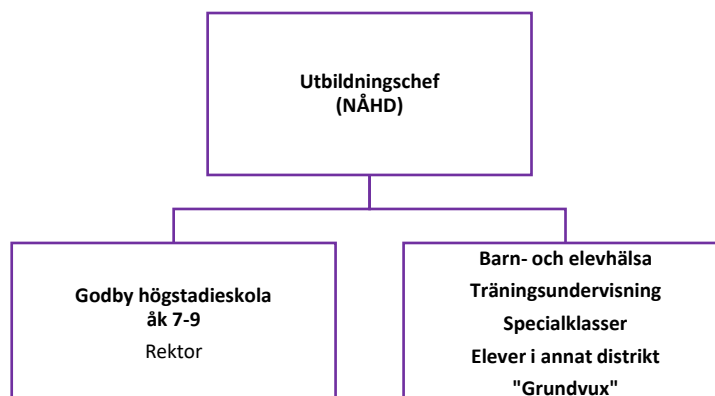 Utbildningschef
(NÅHD)
Godby högstadieskola
åk 7-9
Rektor
Barn- och elevhälsa
Träningsundervisning
Specialklasser
Elever i annat distrikt
"Grundvux"